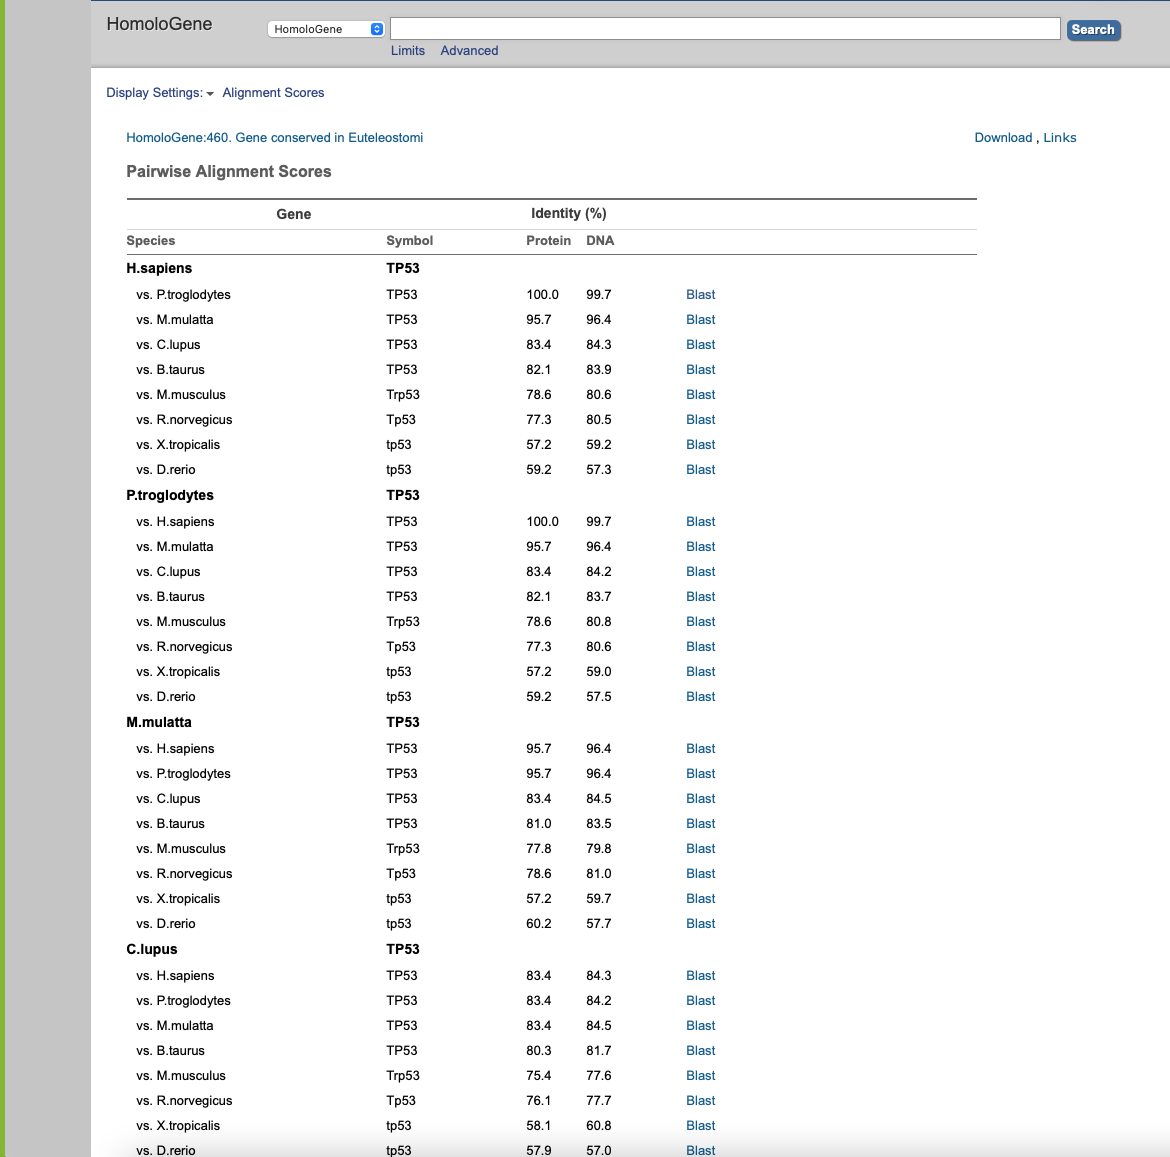 HomoloGene
HomoloGene Search
Limits Advanced
Display Settings: Alignment Scores
HomoloGene:460. Gene conserved in Euteleostomi Download , Links
Pairwise Alignment Scores
Gene Identity (%)
Species Symbol Protein DNA
H.sapiens TP53
vs. P.troglodytes TP53 100.0 99.7 Blast
vs. M.mulatta TP53 95.7 96.4 Blast
vs. C.lupus TP53 83.4 84.3 Blast
vs. B.taurus TP53 82.1 83.9 Blast
vs. M.musculus Trp53 78.6 80.6 Blast
vs. R.norvegicus Tp53 77.3 80.5 Blast
vs. X.tropicalis tp53 57.2 59.2 Blast
vs. D.rerio tp53 59.2 57.3 Blast
P.troglodytes TP53
vs. H.sapiens TP53 100.0 99.7 Blast
vs. M.mulatta TP53 95.7 96.4 Blast
vs. C.lupus TP53 83.4 84.2 Blast
vs. B.taurus TP53 82.1 83.7 Blast
vs. M.musculus Trp53 78.6 80.8 Blast
vs. R.norvegicus Tp53 77.3 80.6 Blast
vs. X.tropicalis tp53 57.2 59.0 Blast
vs. D.rerio tp53 59.2 57.5 Blast
M.mulatta TP53
vs. H.sapiens TP53 95.7 96.4 Blast
vs. P.troglodytes TP53 95.7 96.4 Blast
vs. C.lupus TP53 83.4 84.5 Blast
vs. B.taurus TP53 81.0 83.5 Blast
vs. M.musculus Trp53 77.8 79.8 Blast
vs. R.norvegicus Tp53 78.6 81.0 Blast
vs. X.tropicalis tp53 57.2 59.7 Blast
vs. D.rerio tp53 60.2 57.7 Blast
C.lupus TP53
vs. H.sapiens TP53 83.4 84.3 Blast
vs. P.troglodytes TP53 83.4 84.2 Blast
vs. M.mulatta TP53 83.4 84.5 Blast
vs. B.taurus TP53 80.3 81.7 Blast
vs. M.musculus Trp53 75.4 77.6 Blast
vs. R.norvegicus Tp53 76.1 77.7 Blast
vs. X.tropicalis tp53 58.1 60.8 Blast
vs. D.rerio tp53 57.9 57.0 Blast